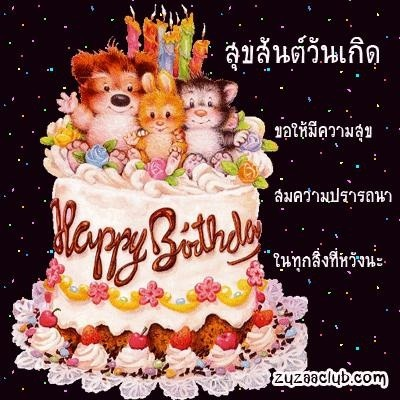 สุขสันต์วันเกิด
ขอให้มีความสุข
สมความปรารถนา
ในทุกสิ่งที่หวังนะ
Happy Birthday
zyzaaclub.com